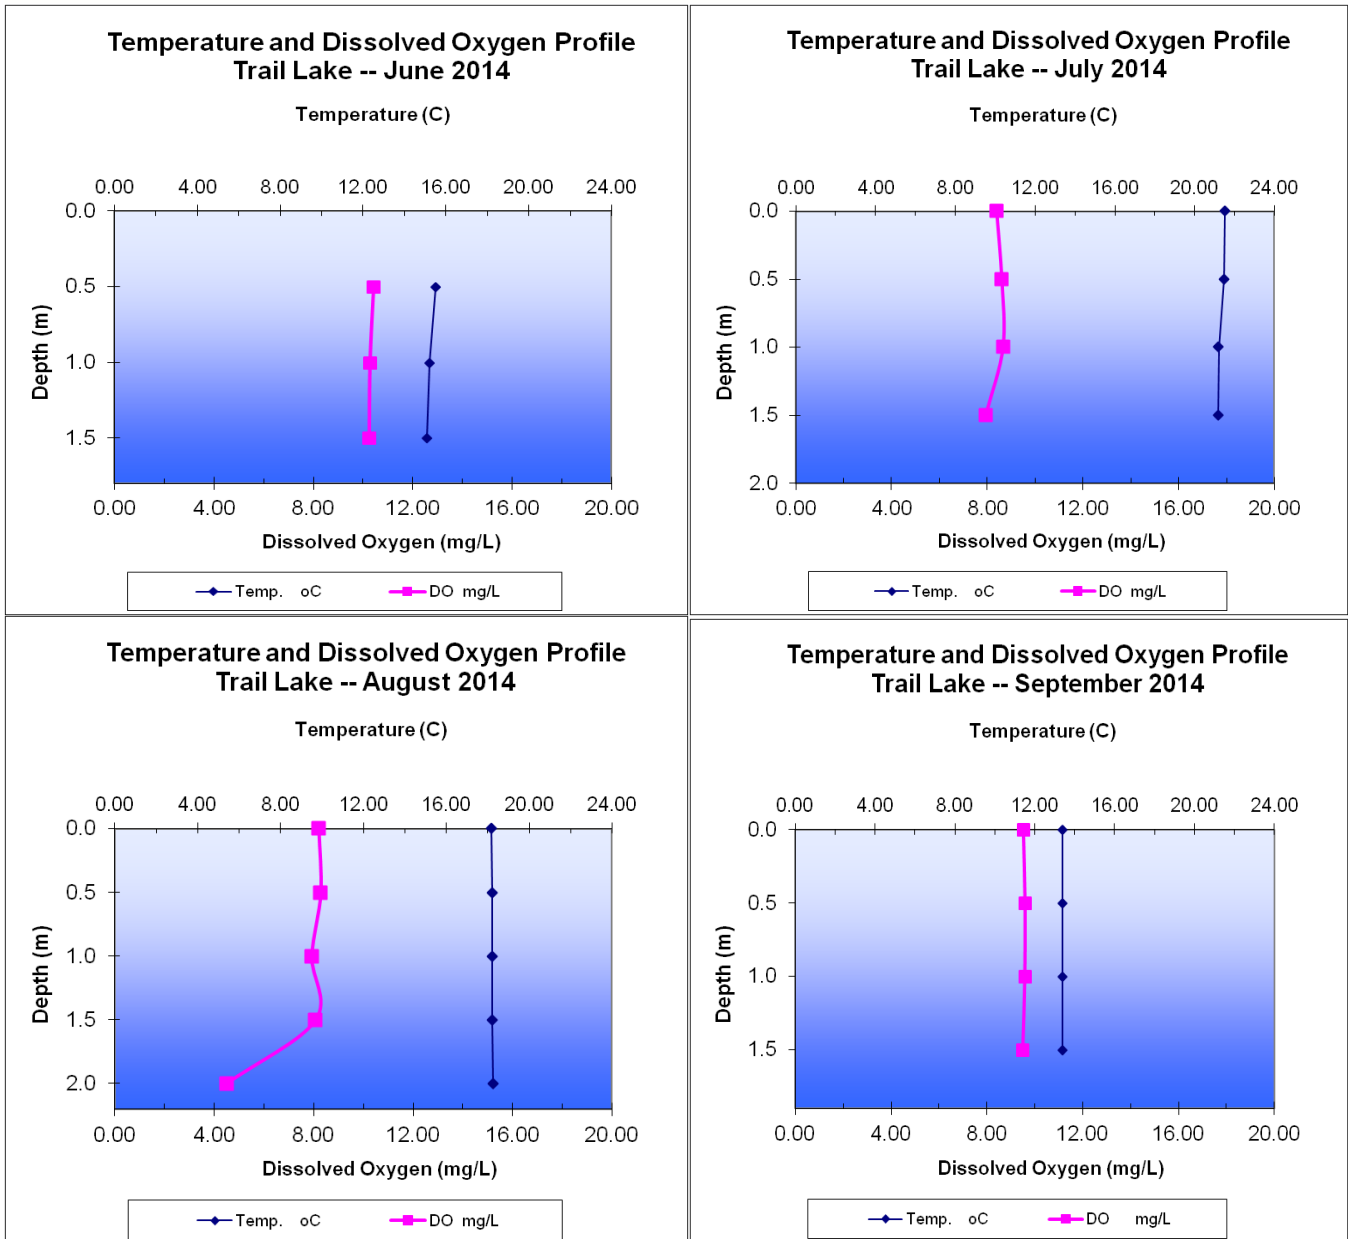 Temperature and Dissolved Oxygen Profile
Trail Lake -- June 2014
Temperature (C)
0.00 4.00 8.00 12.00 16.00 20.00 24.00
0.0
0.5
1.0
1.5
Depth (m)
0.00 4.00 8.00 12.00 16.00 20.00
Dissolved Oxygen (mg/L)
Temp. oC DO mg/L
Temperature and Dissolved Oxygen Profile
Trail Lake -- July 2014
Temperature (C)
0.00 4.00 8.00 12.00 16.00 20.00 24.00
0.0
0.5
1.0
1.5
2.0
Depth (m)
0.00 4.00 8.00 12.00 16.00 20.00
Dissolved Oxygen (mg/L)
Temp. oC DO mg/L
Temperature and Dissolved Oxygen Profile
Trail Lake -- August 2014
Temperature (C)
0.00 4.00 8.00 12.00 16.00 20.00 24.00
0.0
0.5
1.0
1.5
2.0
Depth (m)
0.00 4.00 8.00 12.00 16.00 20.00
Dissolved Oxygen (mg/L)
Temp. oC DO mg/L
Temperature and Dissolved Oxygen Profile
Trail Lake -- September 2014
Temperature (C)
0.00 4.00 8.00 12.00 16.00 20.00 24.00
0.0
0.5
1.0
1.5
Depth (m)
0.00 4.00 8.00 12.00 16.00 20.00
Dissolved Oxygen (mg/L)
Temp. oC DO mg/L